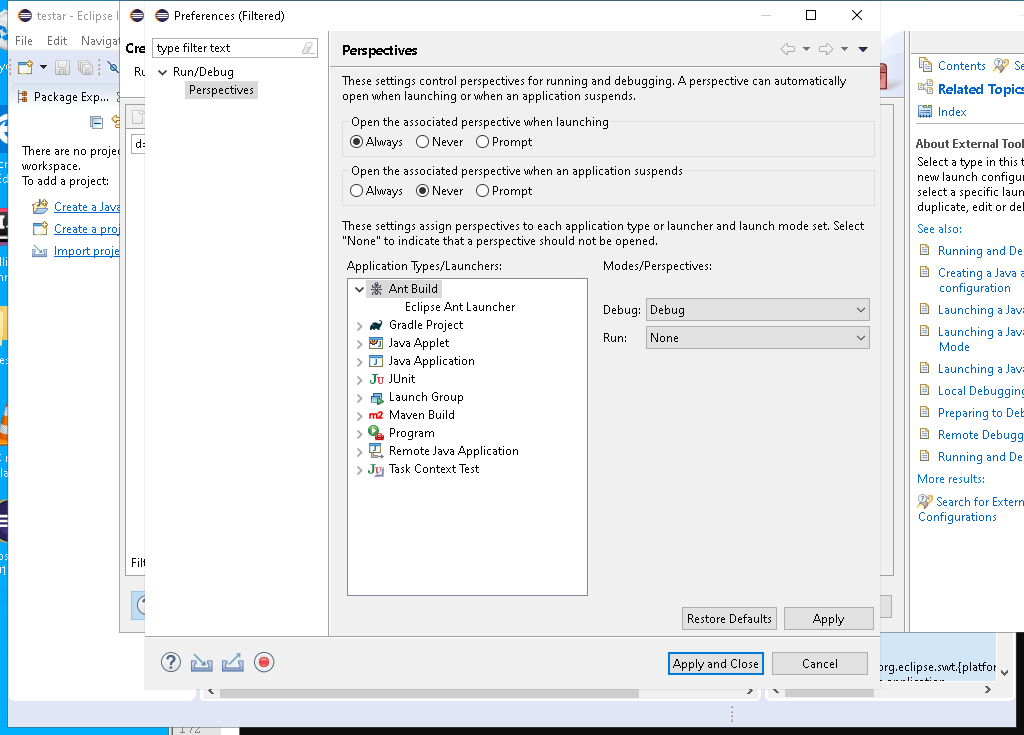 testar - Eclipse I
File Edit Navigat
Package Exp...
There are no proje
workspace.
To add a project:
Create a Java
Create a proj
Import proje
Cre
Ru
d:
Filt
Preferences (Filtered)
type filter text
Run/Debug
Perspectives
Perspectives
These settings control perspectives for running and debugging. A perspective can automatically
open when launching or when an application suspends.
Open the associated perspective when launching
Always Never Prompt
Open the associated perspective when an application suspends
Always Never Prompt
These settings assign perspectives to each application type or launcher and launch mode set. Select
"None" to indicate that a perspective should not be opened.
Application Types/Launchers:
Modes/Perspectives:
Ant Build
Eclipse Ant Launcher
Gradle Project
Java Applet
Java Application
JUnit
Launch Group
Maven Build
Program
Remote Java Application
Task Context Test
Debug: Debug
Run: None
Restore Defaults
Apply
Apply and Close
Cancel
Contents Se
Related Topics
Index
About External Tool
Select a type in this t
new launch configur
select a specific laun
duplicate, edit or del
See also:
Running and De
Creating a Java a
configuration
Launching a Java
Launching a Java
Mode
Launching a Java
Local Debugging
Preparing to Deb
Remote Debugg
Running and De
More results:
Search for Extern
Configurations
org.eclipse.swt.{platfor
172